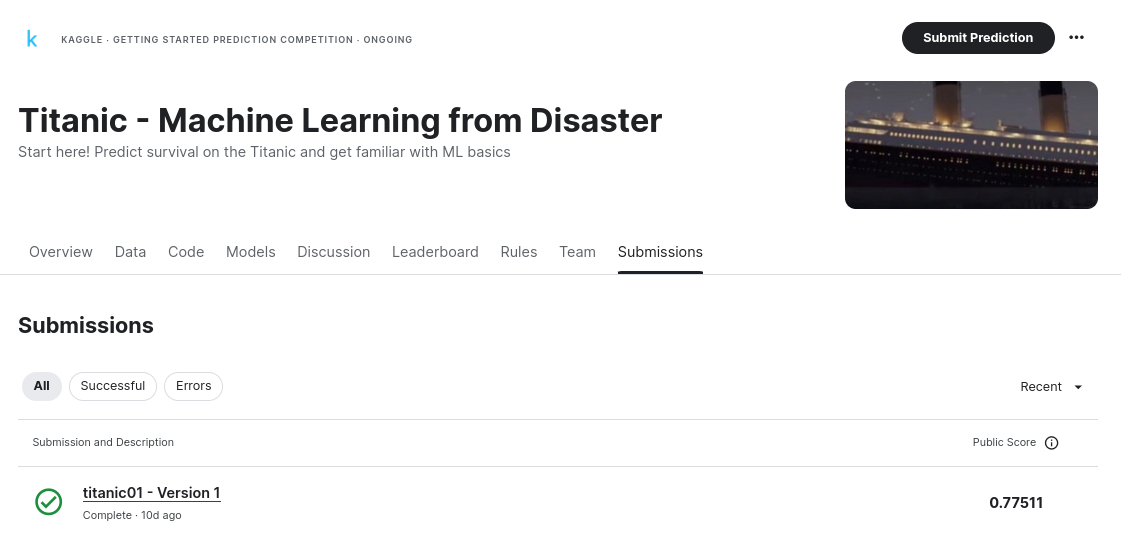 k KAGGLE · GETTING STARTED PREDICTION COMPETITION · ONGOING
Submit Prediction
Titanic - Machine Learning from Disaster
Start here! Predict survival on the Titanic and get familiar with ML basics
Overview Data Code Models Discussion Leaderboard Rules Team Submissions
Submissions
All Successful Errors Recent
Submission and Description Public Score
titanic01 - Version 1
Complete · 10d ago
0.77511